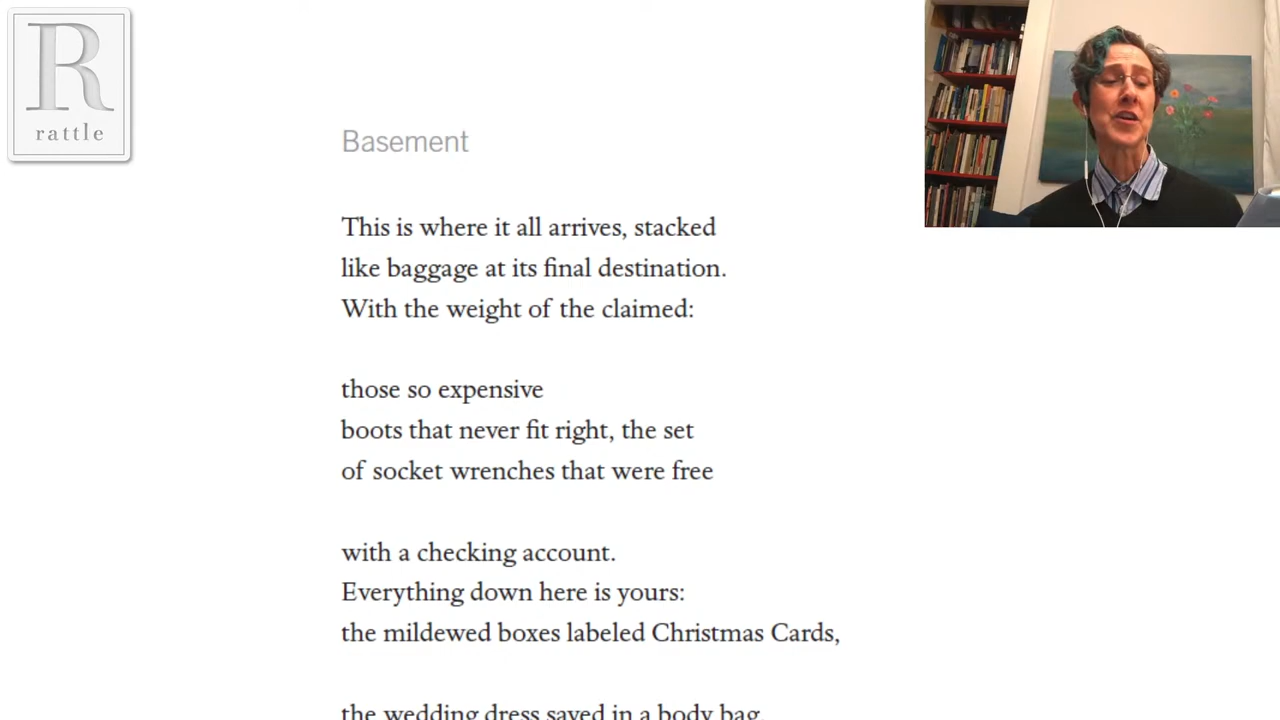 R
rattle
Basement
This is where it all arrives, stacked
like baggage at its final destination.
With the weight of the claimed:
those so expensive
boots that never fit right, the set
of socket wrenches that were free
with a checking account.
Everything down here is yours:
the mildewed boxes labeled Christmas Cards,
the wedding dress saved in a body bag,